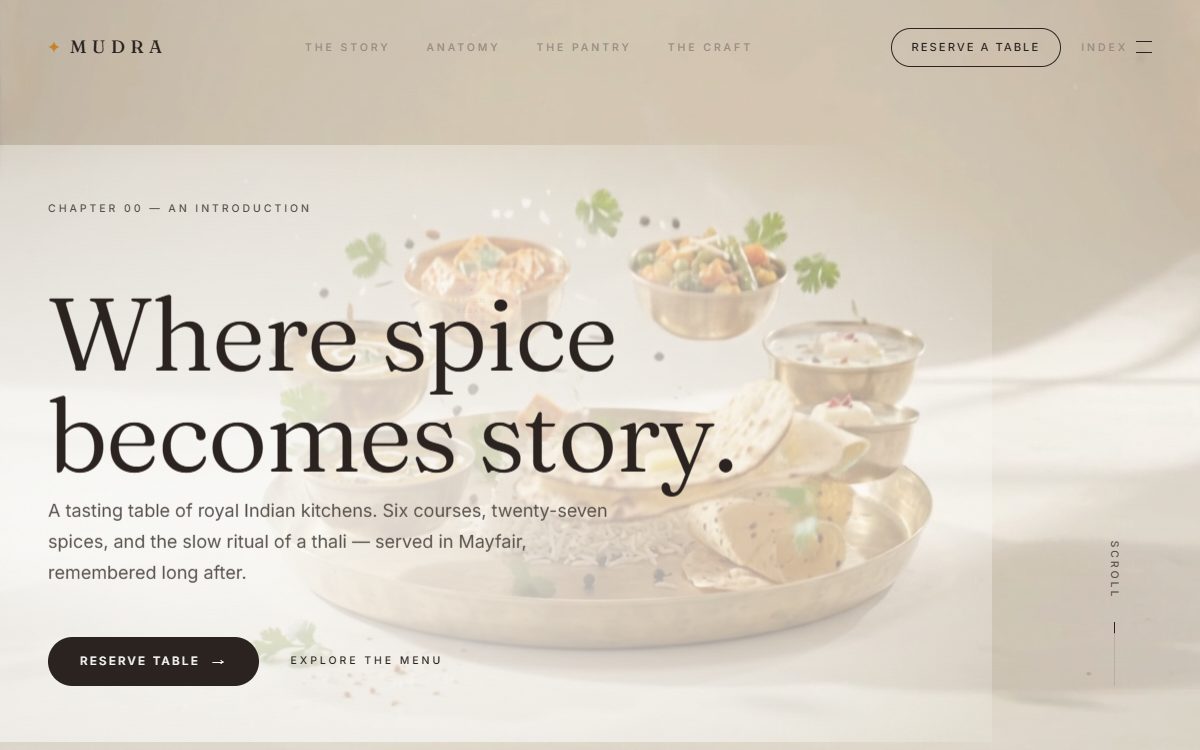 MUDRA
THE STORY
ANATOMY
THE PANTRY
THE CRAFT
RESERVE A TABLE
INDEX
CHAPTER 00 — AN INTRODUCTION
Where spice
becomes story.
A tasting table of royal Indian kitchens. Six courses, twenty-seven
spices, and the slow ritual of a thali — served in Mayfair,
remembered long after.
SCROLL
RESERVE TABLE →
EXPLORE THE MENU